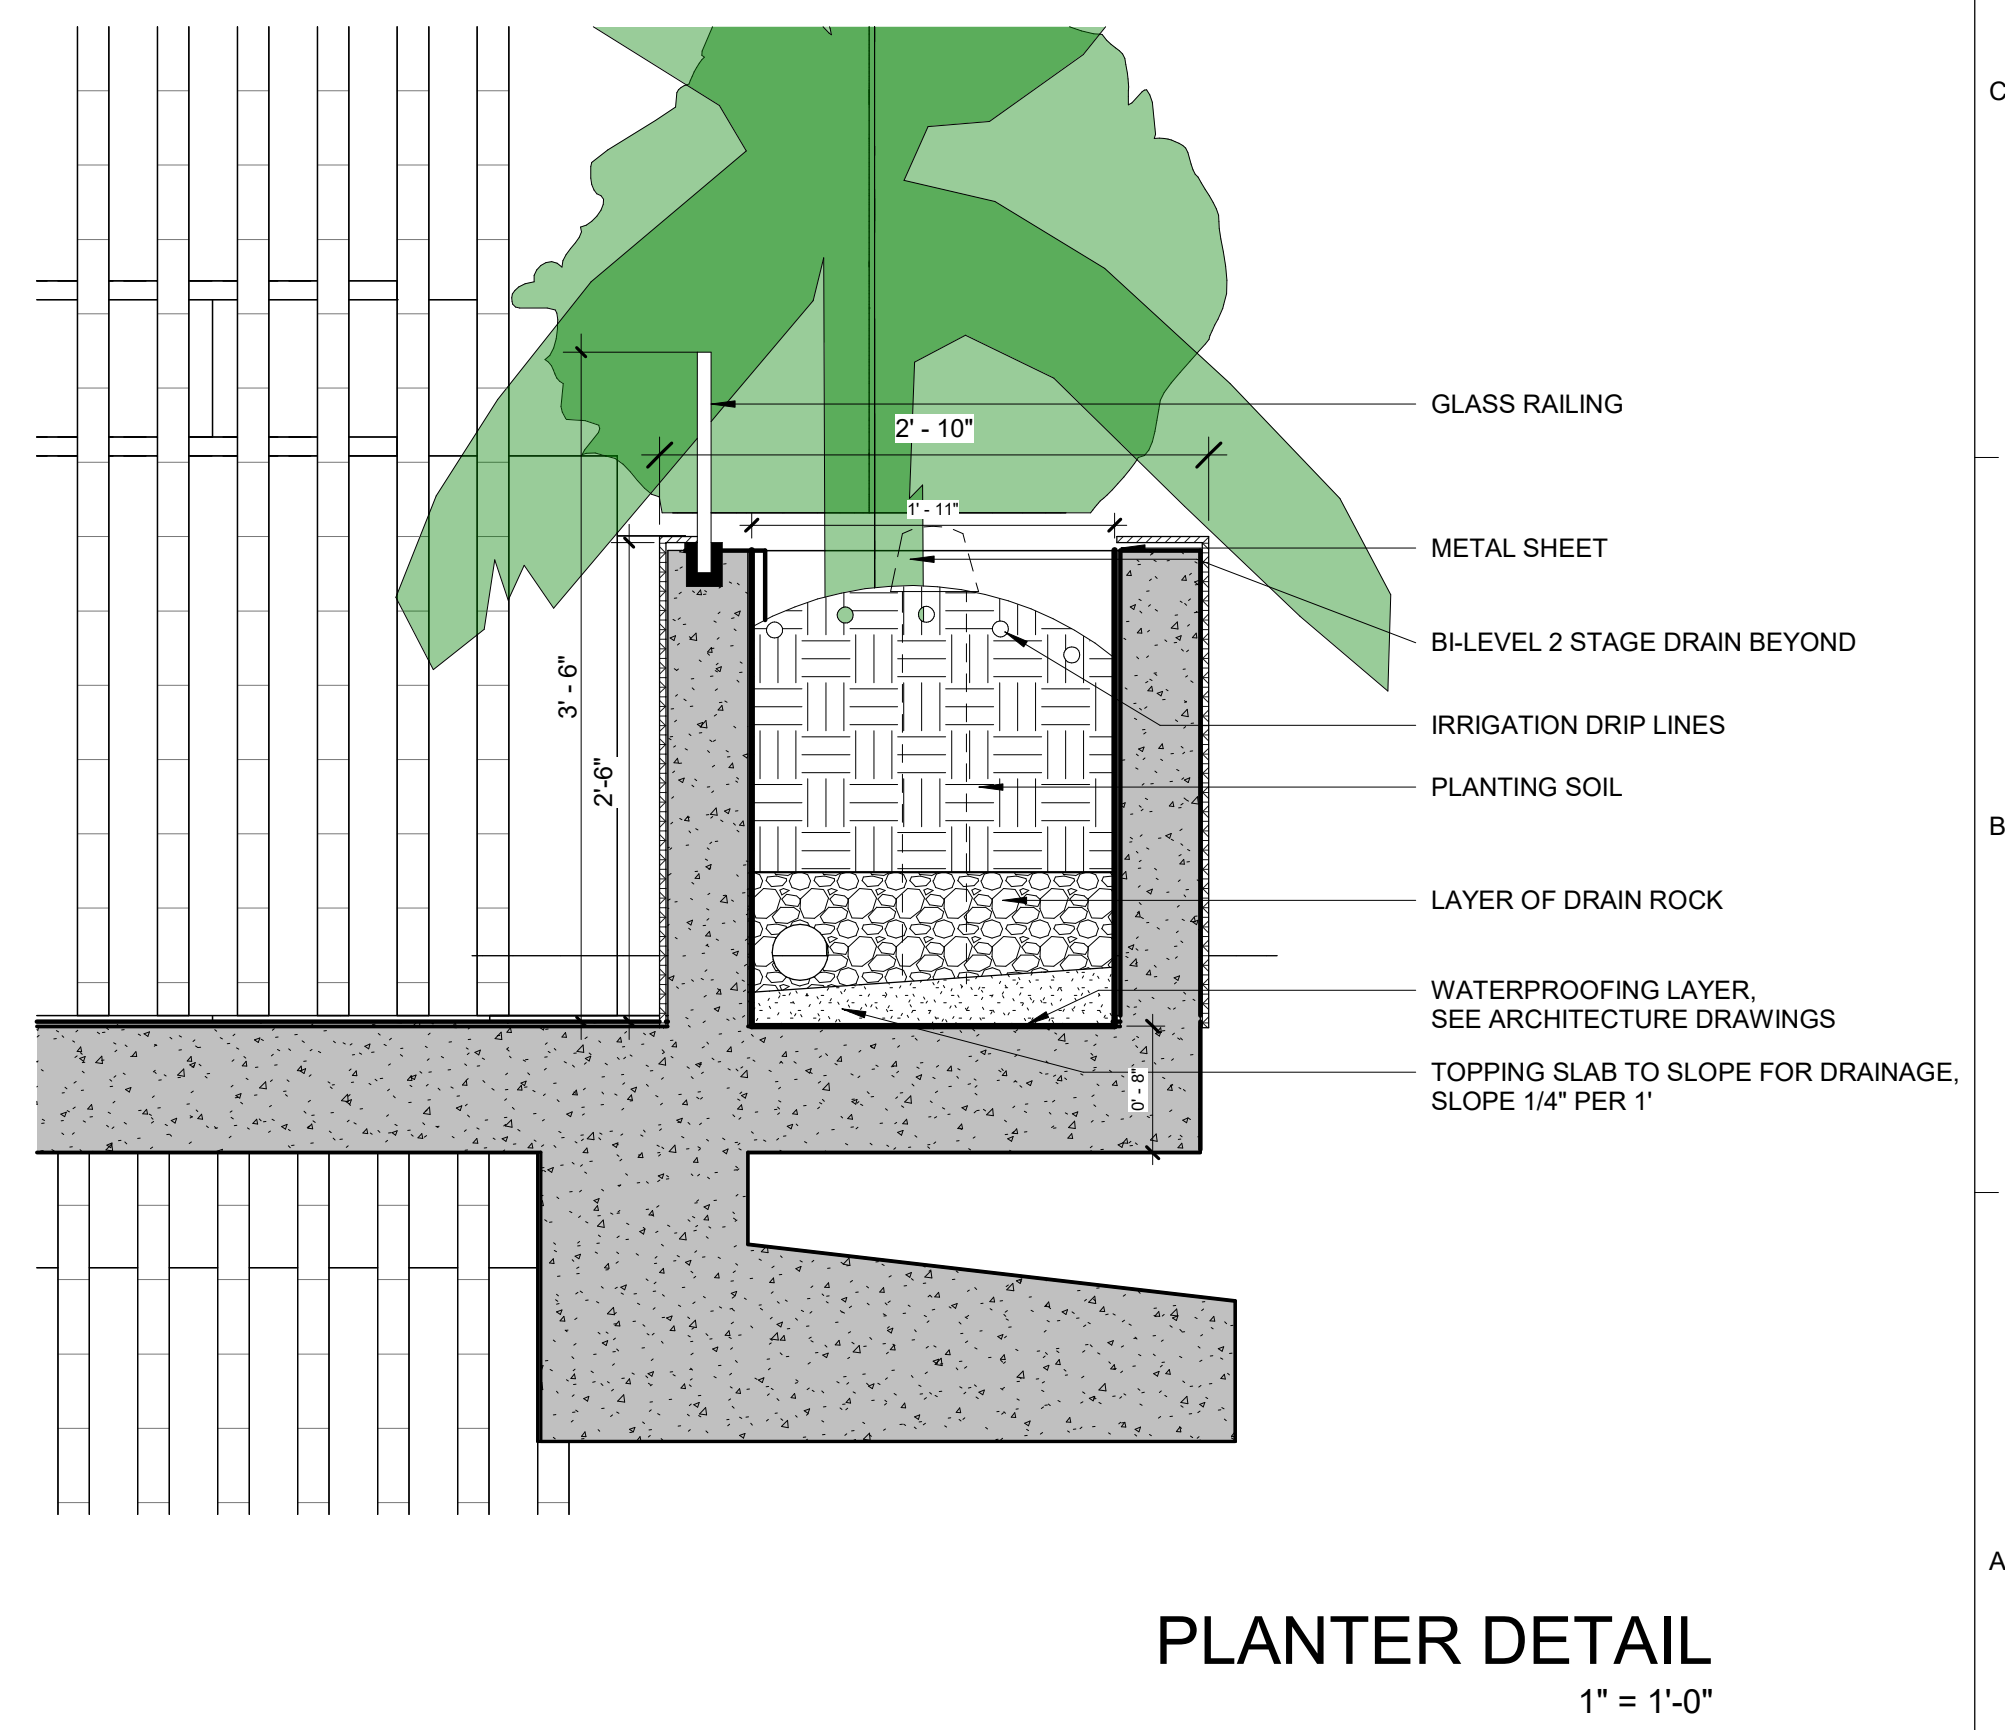 C
GLASS RAILING
2' - 10"
1' - 11"
METAL SHEET
BI-LEVEL 2 STAGE DRAIN BEYOND
3' - 6"
IRRIGATION DRIP LINES
2'-6"
PLANTING SOIL
B
LAYER OF DRAIN ROCK
WATERPROOFING LAYER,
SEE ARCHITECTURE DRAWINGS
0' - 8"
TOPPING SLAB TO SLOPE FOR DRAINAGE,
SLOPE 1/4" PER 1'
A
PLANTER DETAIL
1" = 1'-0"